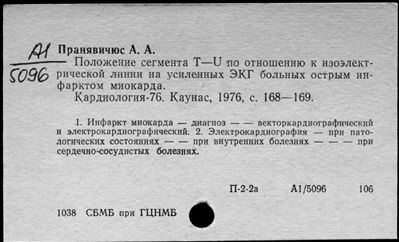 А1
5096
Пранявичюс А. А.
Положение сегмента Т—U по отношению к изоэлект-
рической линии на усиленных ЭКГ больных острым ин-
фарктом миокарда.
Кардиология-76. Каунас, 1976, с. 168—169.
1. Инфаркт миокарда — диагноз — — векторкардиографический
и электрокардиографический. 2. Электрокардиография — при пато-
логических состояниях — — при внутренних болезнях — — — при
сердечно-сосудистых болезнях.
П-2-2а А1/5096 106
1038 СБМБ при ГЦНМБ